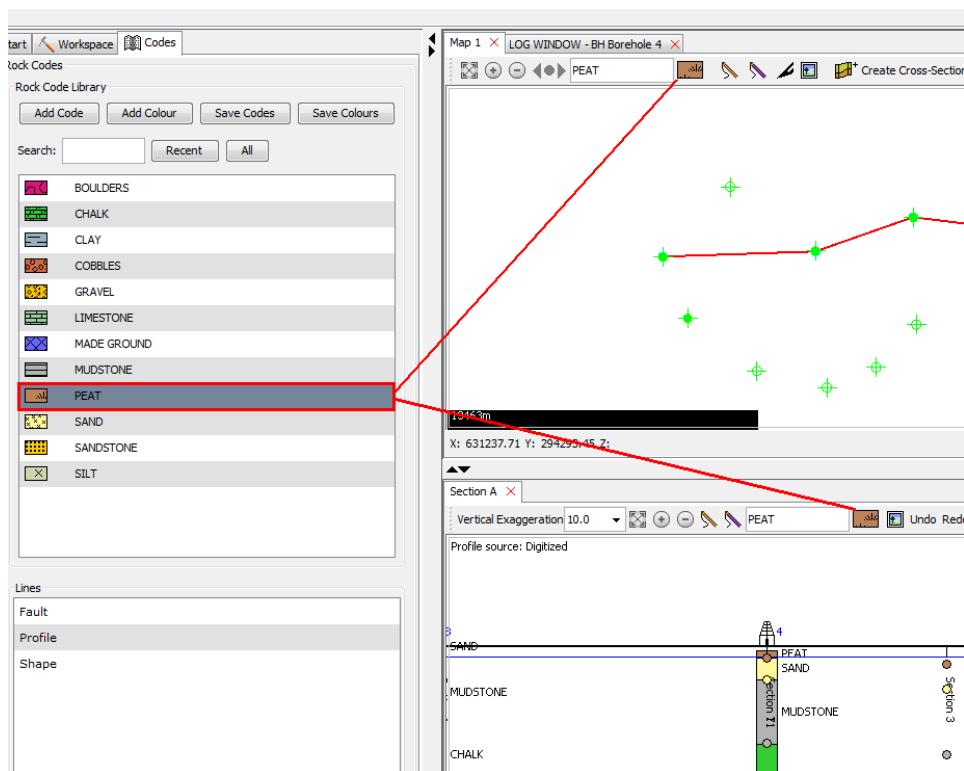 tart Workspace Codes
Rock Codes
Rock Code Library
Add Code Add Colour Save Codes Save Colours
Search: Recent All
BOULDERS
CHALK
CLAY
COBBLES
GRAVEL
LIMESTONE
MADE GROUND
MUDSTONE
PEAT
SAND
SANDSTONE
SILT
Lines
Fault
Profile
Shape
Map 1 LOG WINDOW - BH Borehole 4
PEAT Create Cross-Section
X: 631237.71 Y: 294295.45 Z:
Section A
Vertical Exaggeration 10.0 PEAT Undo Redo
Profile source: Digitized
3 4
SAND PEAT
SAND
MUDSTONE MUDSTONE
CHALK
Section 3